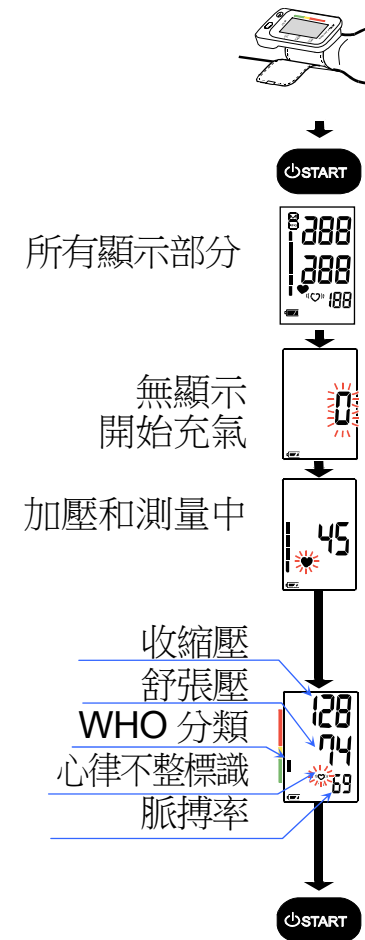 START
所有顯示部分
288
288
188
無顯示
開始充氣
0
加壓和測量中
45
收縮壓
舒張壓
WHO 分類
心律不整標識
脈搏率
128
74
69
START